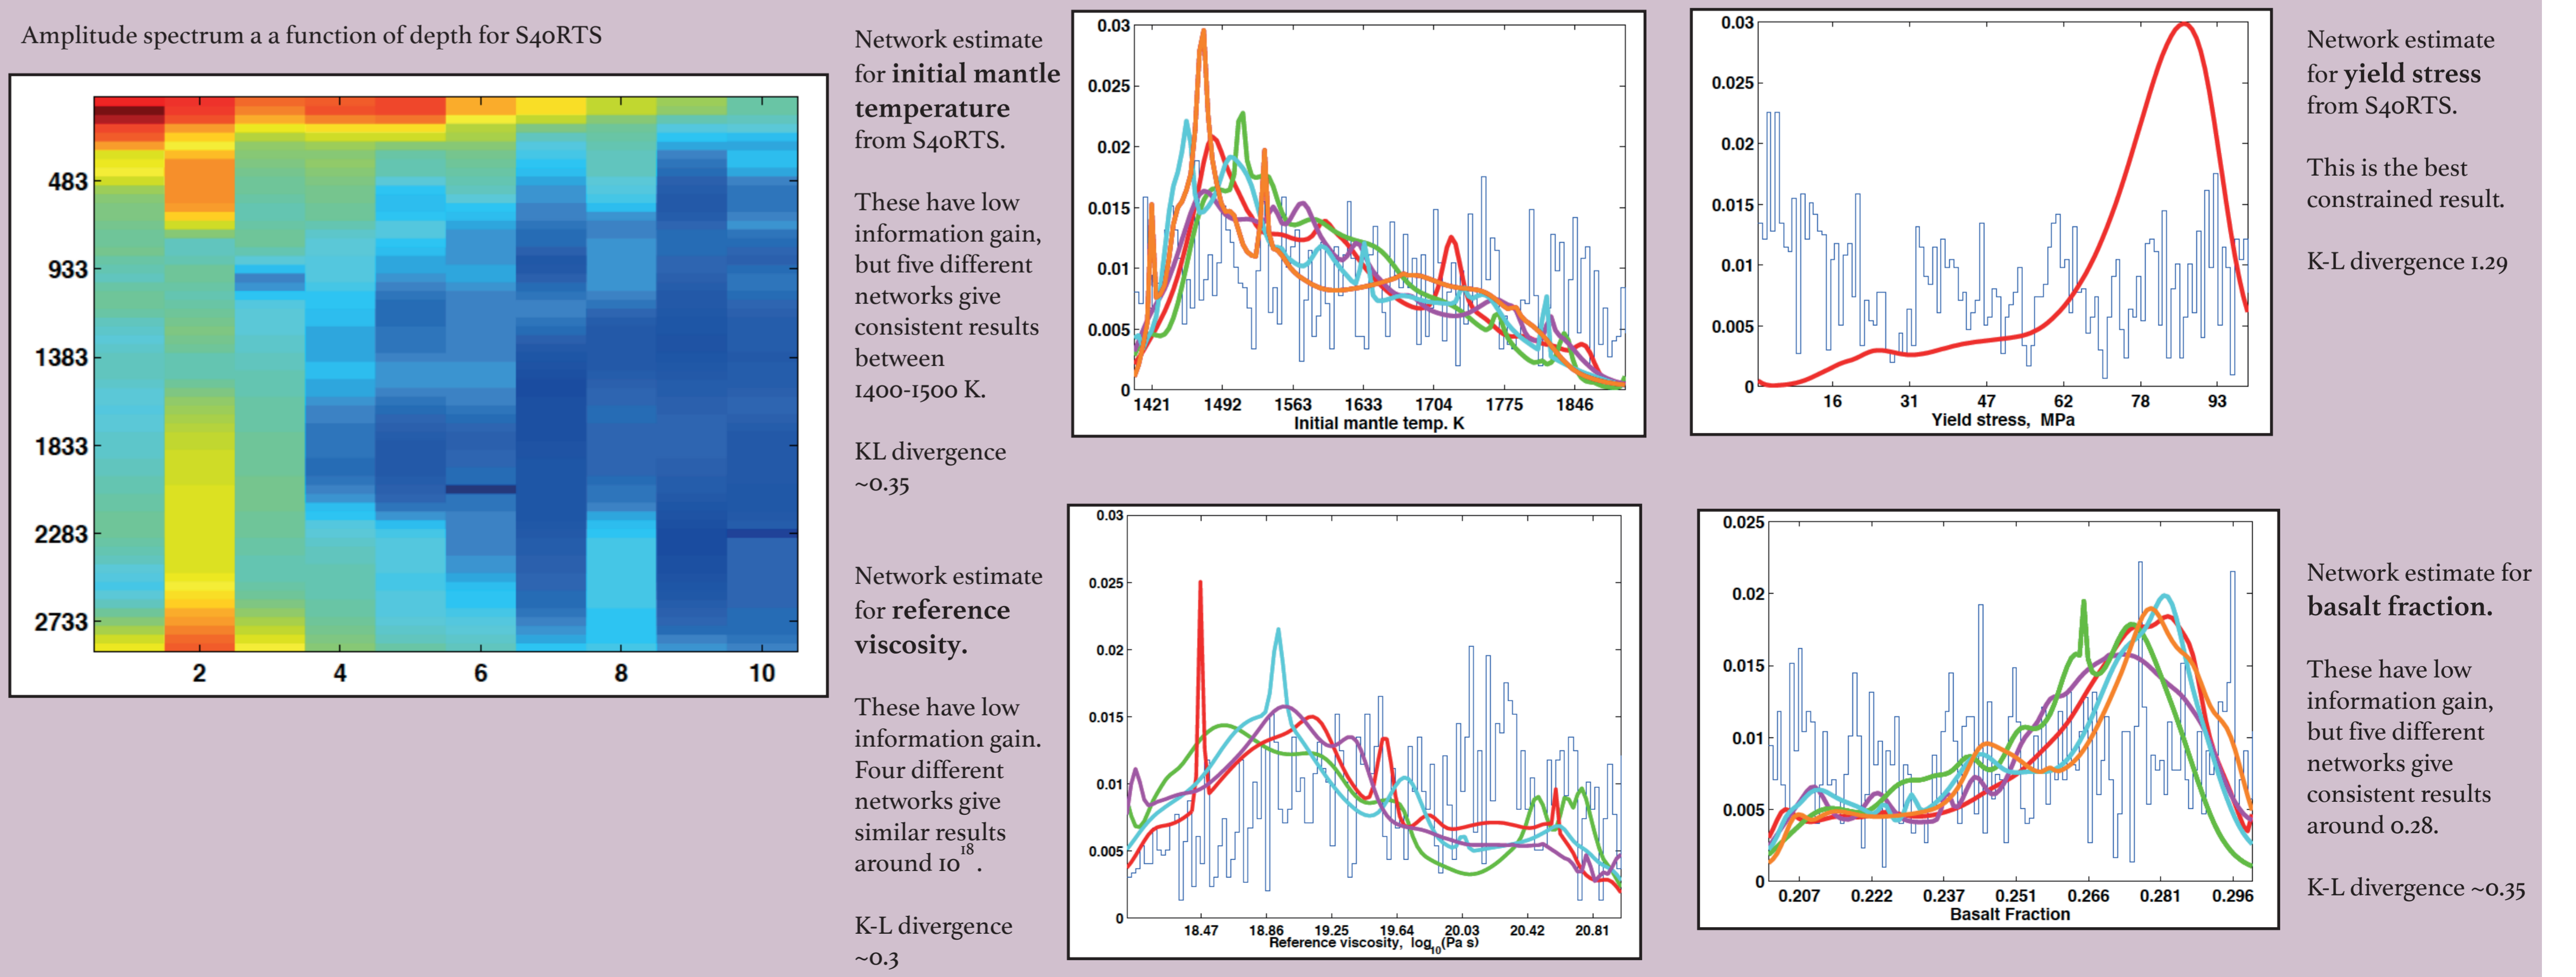 Amplitude spectrum a a function of depth for S40RTS
483
933
1383
1833
2283
2733
2 4 6 8 10
Network estimate
for initial mantle
temperature
from S40RTS.
These have low
information gain,
but five different
networks give
consistent results
between
1400-1500 K.
KL divergence
~0.35
0.03
0.025
0.02
0.015
0.01
0.005
0
1421 1492 1563 1633 1704 1775 1846
Initial mantle temp. K
0.03
0.025
0.02
0.015
0.01
0.005
0
16 31 47 62 78 93
Yield stress, MPa
Network estimate
for yield stress
from S40RTS.
This is the best
constrained result.
K-L divergence 1.29
Network estimate
for reference
viscosity.
These have low
information gain.
Four different
networks give
similar results
around 10^18.
K-L divergence
~0.3
0.03
0.025
0.02
0.015
0.01
0.005
0
18.47 18.86 19.25 19.64 20.03 20.42 20.81
Reference viscosity, log10(Pa s)
0.025
0.02
0.015
0.01
0.005
0
0.207 0.222 0.237 0.251 0.266 0.281 0.296
Basalt Fraction
Network estimate for
basalt fraction.
These have low
information gain,
but five different
networks give
consistent results
around 0.28.
K-L divergence ~0.35